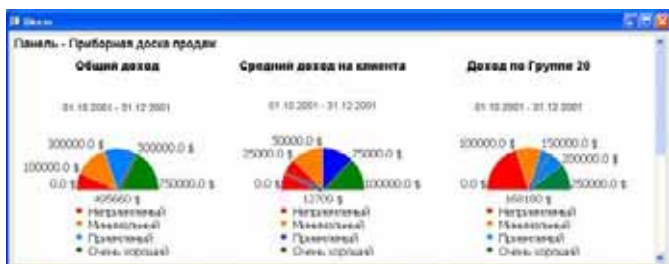 Панель - Приборная доска продаж
Общий доход
Средний доход на клиента
Доход по Группе 20
01.10.2001 - 31.12.2001
01.10.2001 - 31.12.2001
01.10.2001 - 31.12.2001
300000.0 $
500000.0 $
100000.0 $
0.0 $
750000.0 $
495660 $
50000.0 $
25000.0 $
75000.0 $
0.0 $
100000.0 $
12709 $
100000.0 $
150000.0 $
200000.0 $
0.0 $
250000.0 $
168180 $
Неприемлемый
Минимальный
Приемлемый
Очень хороший
Неприемлемый
Минимальный
Приемлемый
Очень хороший
Неприемлемый
Минимальный
Приемлемый
Очень хороший